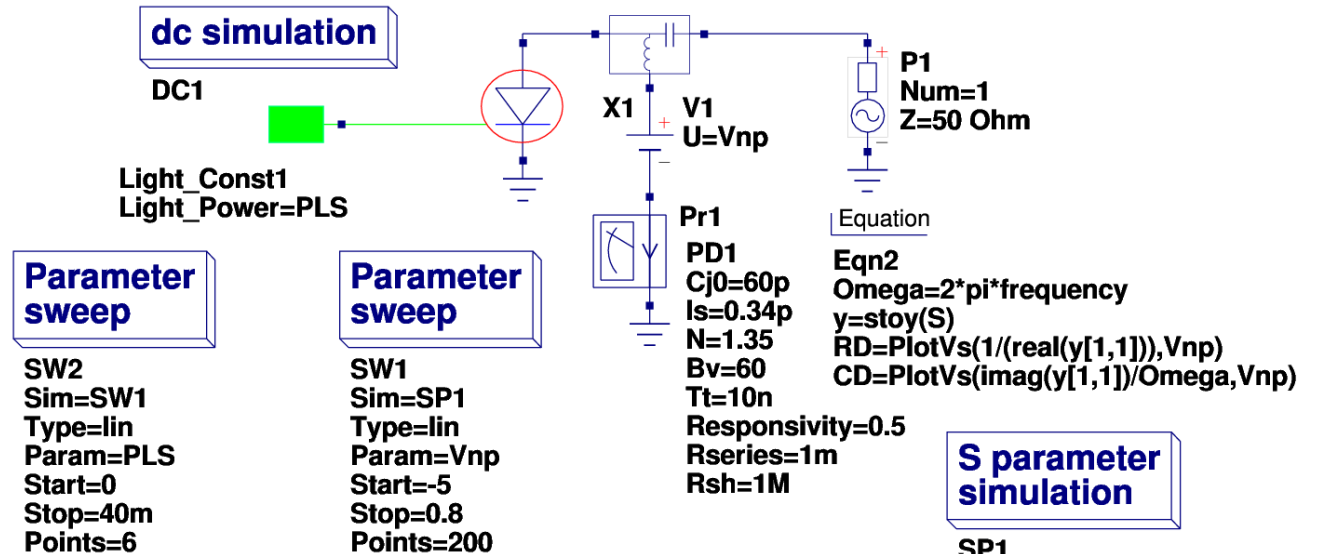 dc simulation
DC1
Light_Const1
Light_Power=PLS
X1
V1
U=Vnp
+
−
P1
Num=1
Z=50 Ohm
+
−
Pr1
PD1
Cj0=60p
Is=0.34p
N=1.35
Bv=60
Tt=10n
Responsivity=0.5
Rseries=1m
Rsh=1M
Equation
Eqn2
Omega=2*pi*frequency
y=stoy(S)
RD=PlotVs(1/(real(y[1,1])),Vnp)
CD=PlotVs(imag(y[1,1])/Omega,Vnp)
Parameter
sweep
SW2
Sim=SW1
Type=lin
Param=PLS
Start=0
Stop=40m
Points=6
Parameter
sweep
SW1
Sim=SP1
Type=lin
Param=Vnp
Start=-5
Stop=0.8
Points=200
S parameter
simulation
SP1